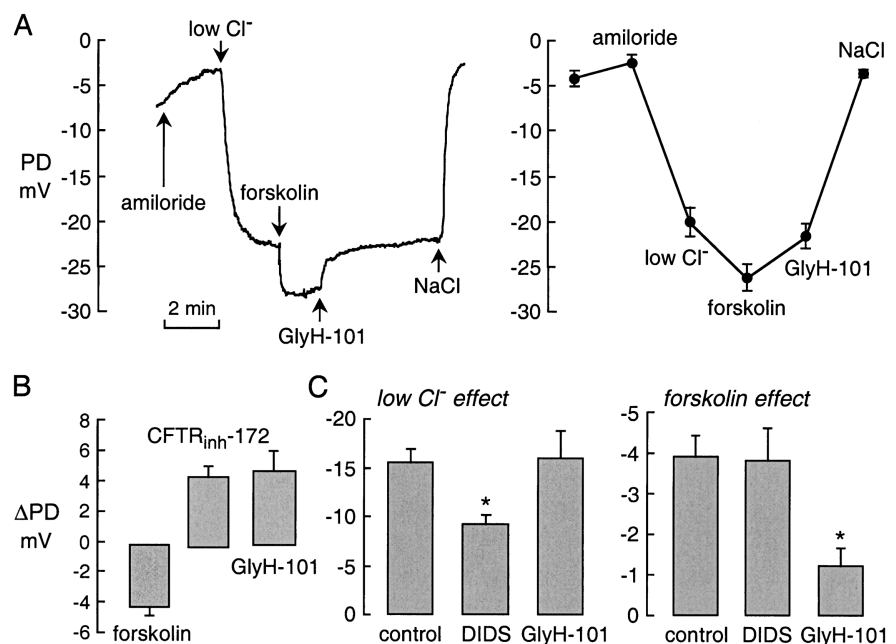 A
low Cl⁻
0
-5
-10
-15
-20
-25
-30
PD
mV
amiloride
forskolin
GlyH-101
NaCl
2 min
0
-5
-10
-15
-20
-25
-30
amiloride
NaCl
low Cl⁻
GlyH-101
forskolin
B
8
6
4
2
0
-2
-4
-6
ΔPD
mV
CFTRinh-172
GlyH-101
forskolin
C
low Cl⁻ effect
-20
-15
-10
-5
0
*
control DIDS GlyH-101
forskolin effect
-5
-4
-3
-2
-1
0
*
control DIDS GlyH-101